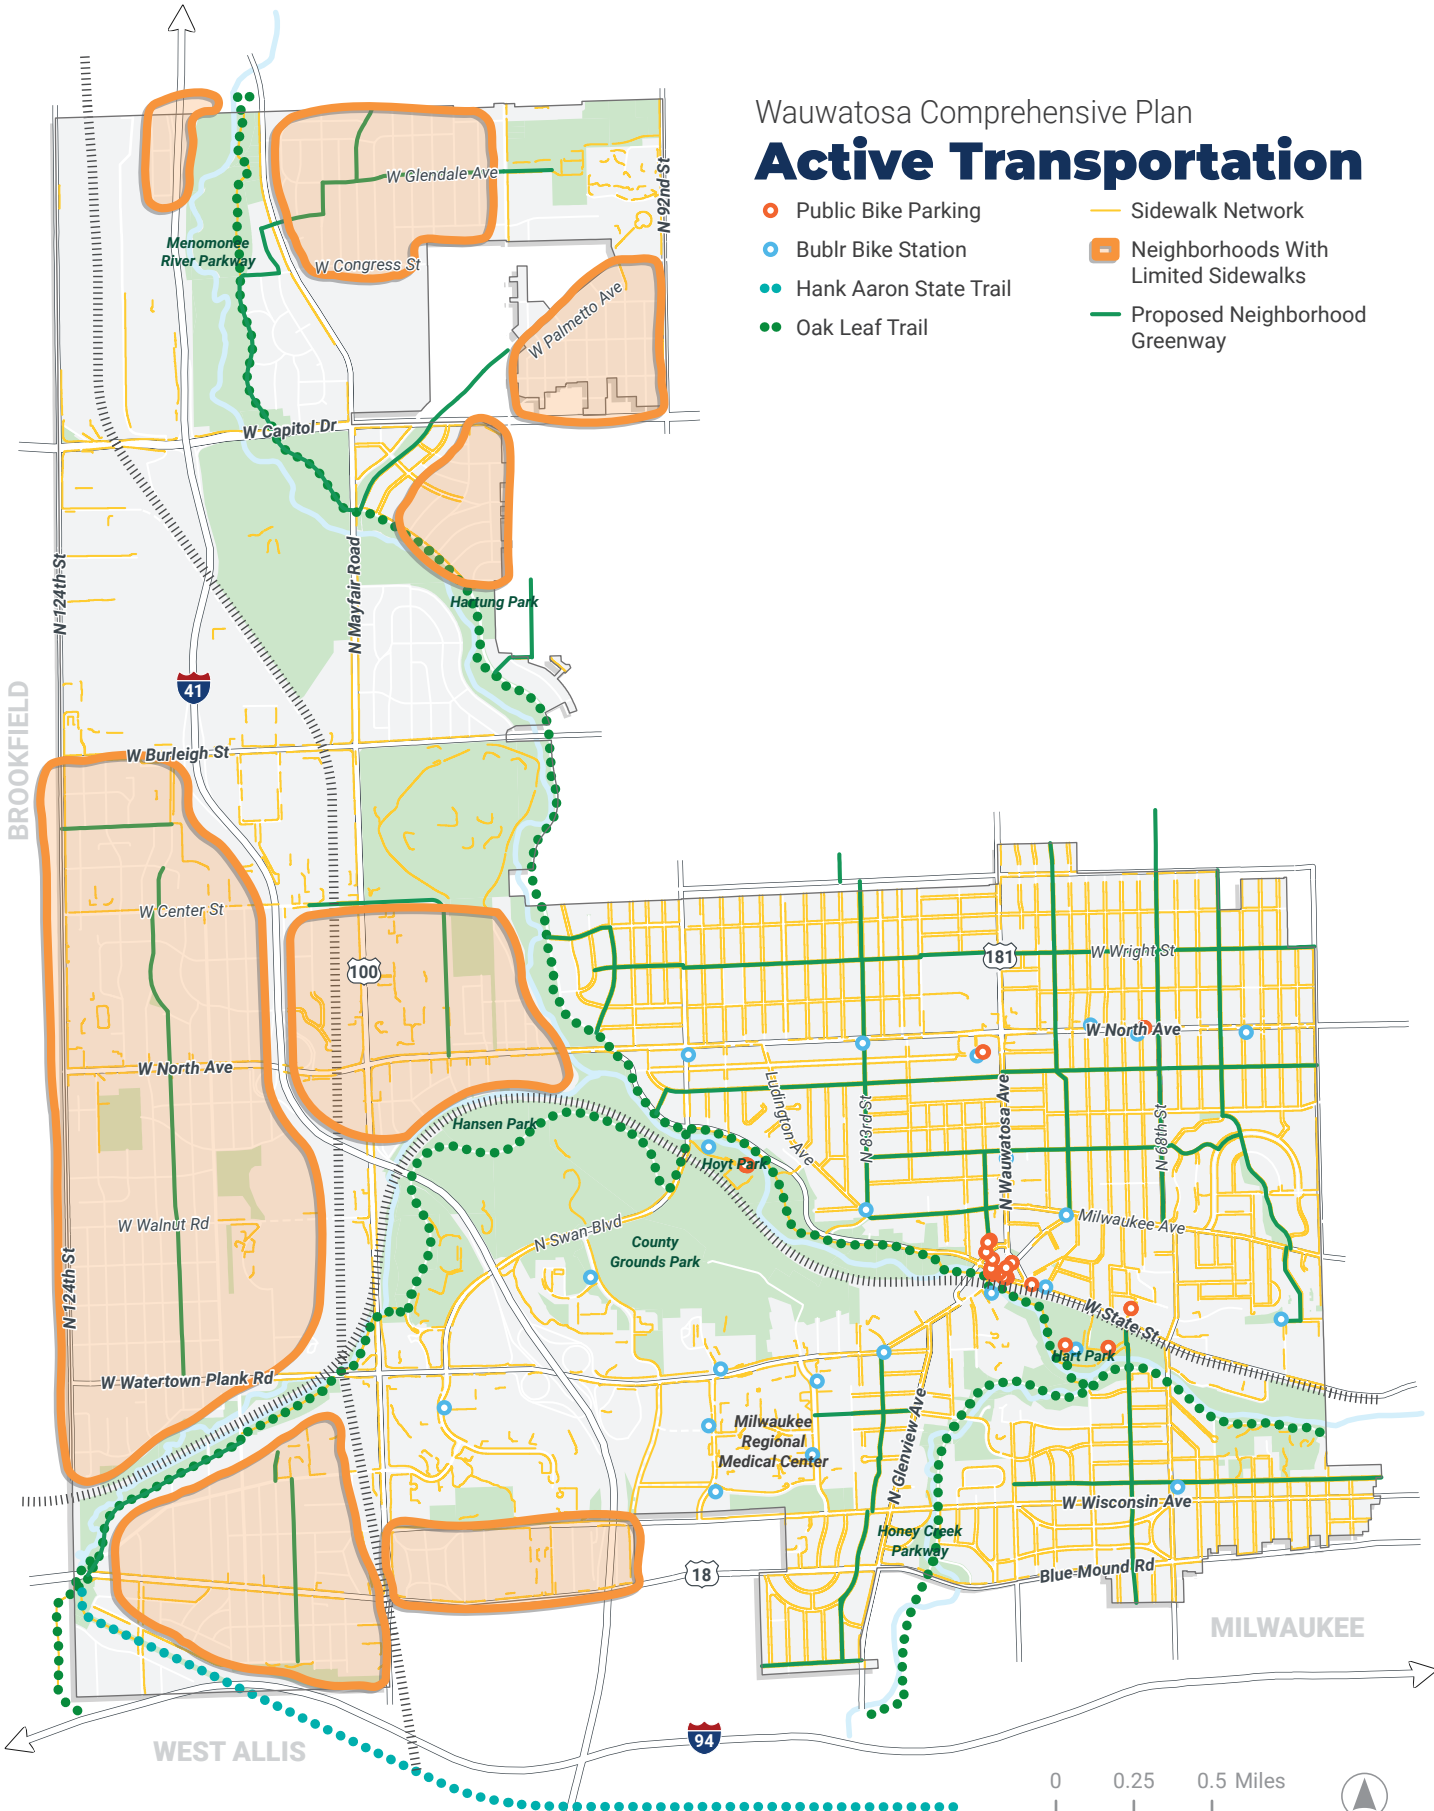 Wauwatosa Comprehensive Plan
Active Transportation
Public Bike Parking
Bublr Bike Station
Hank Aaron State Trail
Oak Leaf Trail
Sidewalk Network
Neighborhoods With
Limited Sidewalks
Proposed Neighborhood
Greenway
W Glendale Ave
N 92nd St
Menomonee
River Parkway
W Congress St
W Palmetto Ave
W Capitol Dr
N 124th St
N Mayfair Road
Hartung Park
41
BROOKFIELD
W Burleigh St
W Center St
100
181
W Wright St
W North Ave
W North Ave
Ludington Ave
N 83rd St
N Wauwatosa Ave
N 68th St
Hansen Park
Hoyt Park
W Walnut Rd
N Swan Blvd
Milwaukee Ave
County
Grounds Park
N 124th St
W State St
Hart Park
W Watertown Plank Rd
Milwaukee
Regional
Medical Center
N Glenview Ave
W Wisconsin Ave
Honey Creek
Parkway
18
Blue Mound Rd
MILWAUKEE
WEST ALLIS
94
0 0.25 0.5 Miles